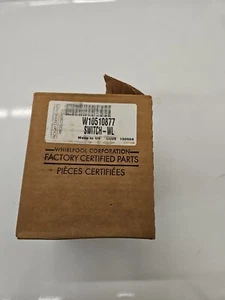 W10510677
SWITCH-WL
WHIRLPOOL CORPORATION
FACTORY CERTIFIED PARTS
PIÈCES CERTIFIÉES